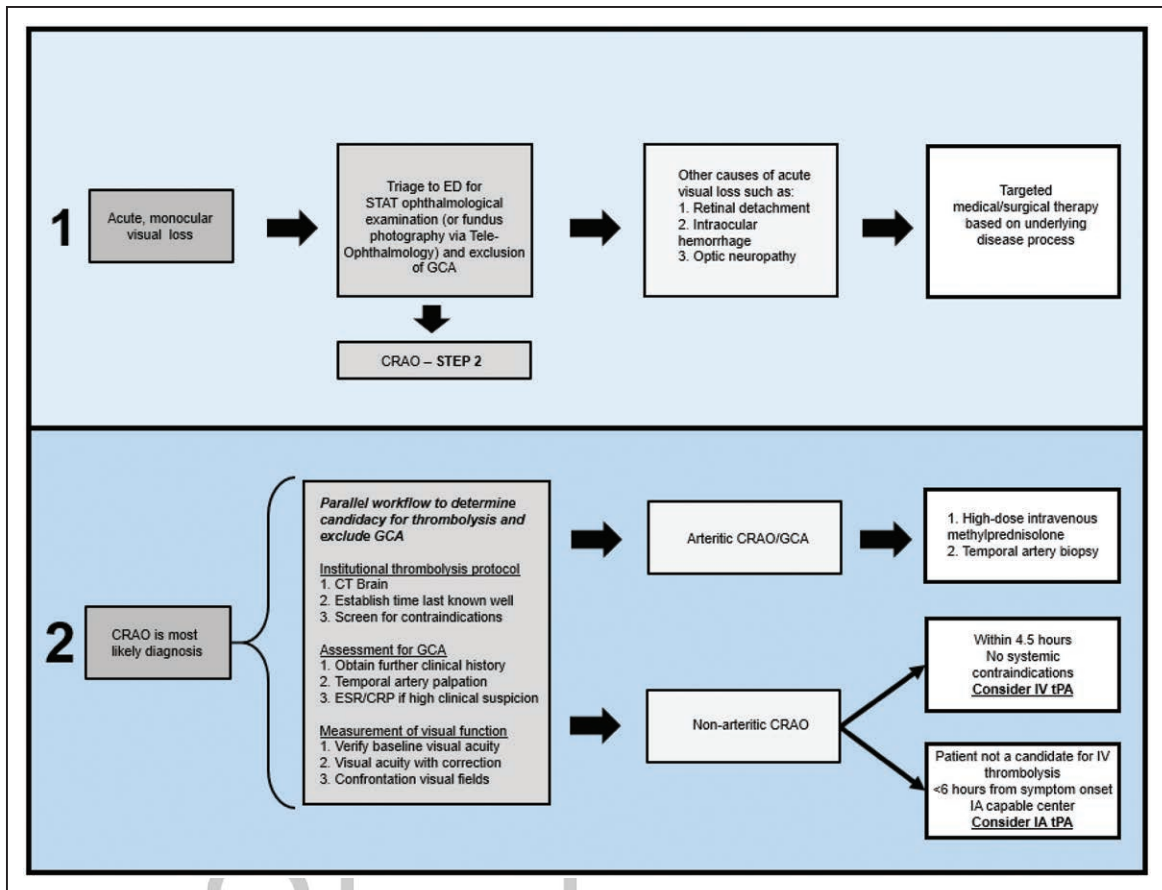 1
Acute, monocular
visual loss
Triage to ED for
STAT ophthalmological
examination (or fundus
photography via Tele-
Ophthalmology) and exclusion
of GCA
CRAO – STEP 2
Other causes of acute
visual loss such as:
1. Retinal detachment
2. Intraocular
hemorrhage
3. Optic neuropathy
Targeted
medical/surgical therapy
based on underlying
disease process
2
CRAO is most
likely diagnosis
Parallel workflow to determine
candidacy for thrombolysis and
exclude GCA
Institutional thrombolysis protocol
1. CT Brain
2. Establish time last known well
3. Screen for contraindications
Assessment for GCA
1. Obtain further clinical history
2. Temporal artery palpation
3. ESR/CRP if high clinical suspicion
Measurement of visual function
1. Verify baseline visual acuity
2. Visual acuity with correction
3. Confrontation visual fields
Arteritic CRAO/GCA
1. High-dose intravenous
methylprednisolone
2. Temporal artery biopsy
Non-arteritic CRAO
Within 4.5 hours
No systemic
contraindications
Consider IV tPA
Patient not a candidate for IV
thrombolysis
<6 hours from symptom onset
IA capable center
Consider IA tPA